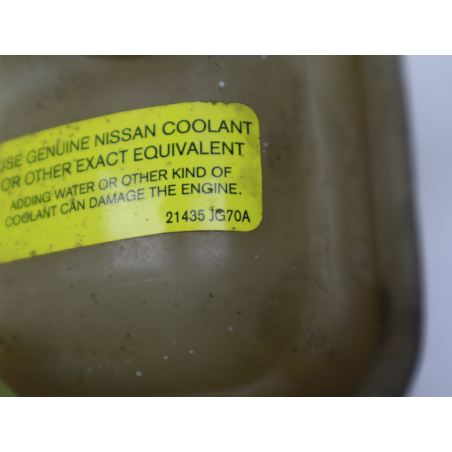 USE GENUINE NISSAN COOLANT
OR OTHER EXACT EQUIVALENT
ADDING WATER OR OTHER KIND OF
COOLANT CAN DAMAGE THE ENGINE.
21435 JG70A